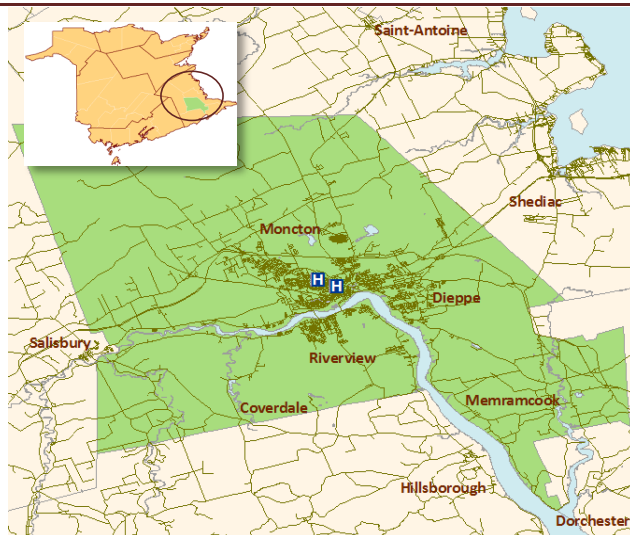 Saint-Antoine
Shediac
Moncton
H
H
Dieppe
Salisbury
Riverview
Memramcook
Coverdale
Hillsborough
Dorchester